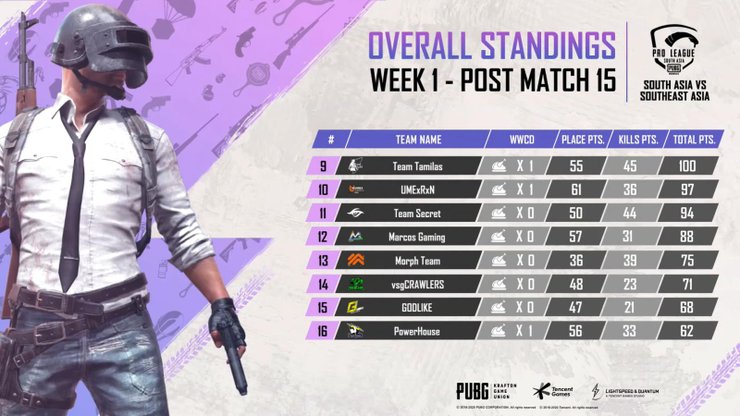 OVERALL STANDINGS
WEEK 1 - POST MATCH 15
PRO LEAGUE
SOUTH ASIA
PUBG
MOBILE
SOUTH ASIA VS
SOUTHEAST ASIA
# TEAM NAME WWCD PLACE PTS. KILLS PTS. TOTAL PTS.
9 Team Tamilas X 1 55 45 100
10 UMExRxN X 1 61 36 97
11 Team Secret X 0 50 44 94
12 Marcos Gaming X 0 57 31 88
13 Morph Team X 0 36 39 75
14 vsgCRAWLERS X 0 48 23 71
15 GODLIKE X 0 47 21 68
16 PowerHouse X 1 56 33 62
PUBG KRAFTON GAME UNION
Tencent Games
LIGHTSPEED & QUANTUM